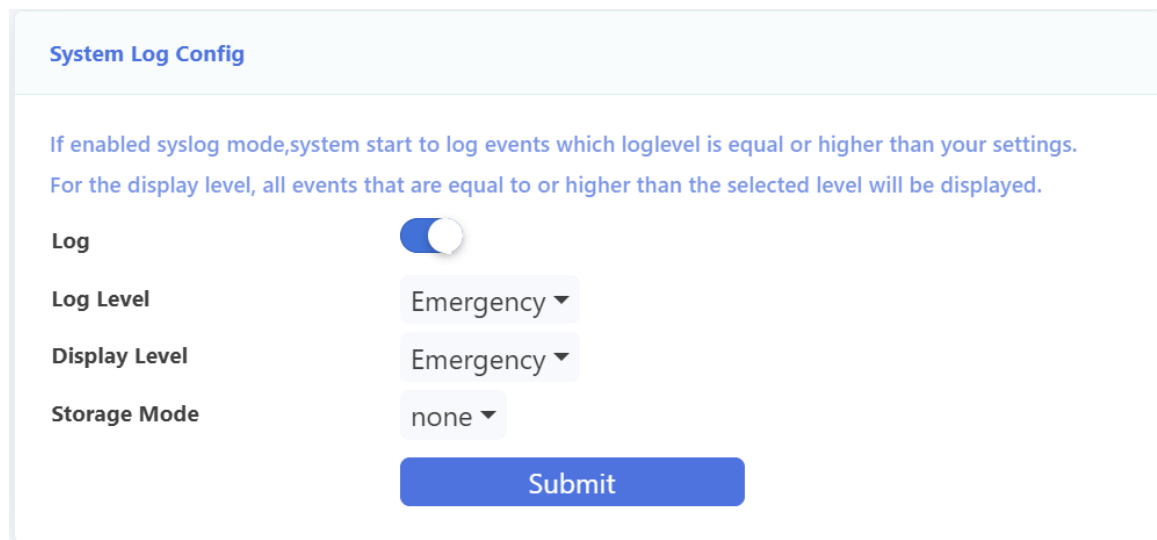 System Log Config
If enabled syslog mode,system start to log events which loglevel is equal or higher than your settings.
For the display level, all events that are equal to or higher than the selected level will be displayed.
Log
Log Level
Emergency
Display Level
Emergency
Storage Mode
none
Submit